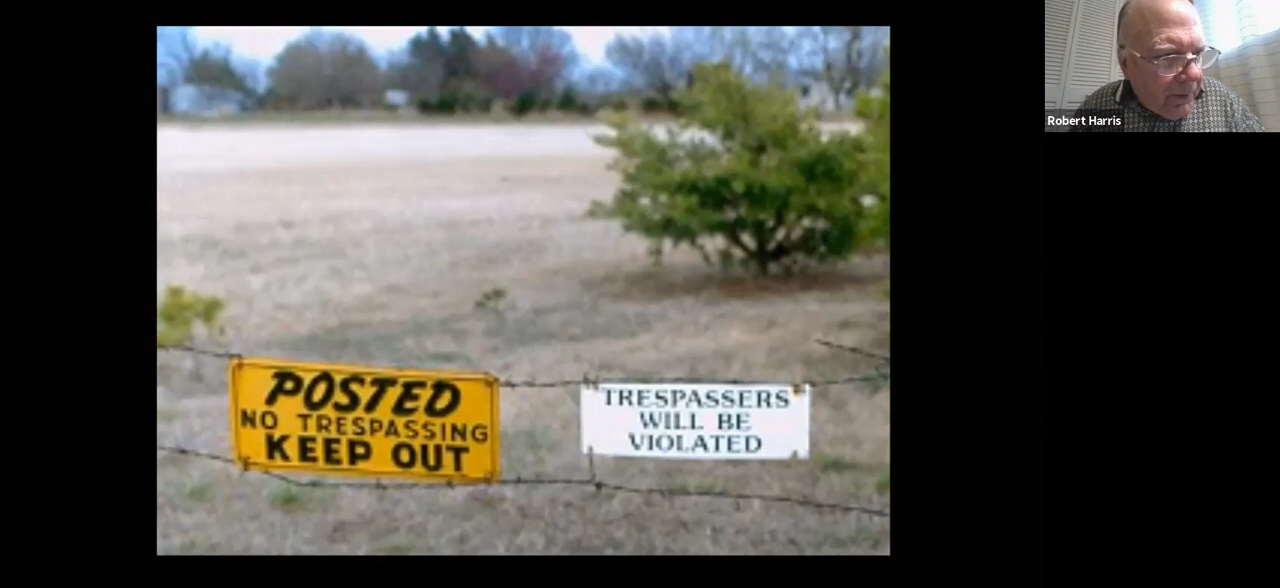 Robert Harris
POSTED
NO TRESPASSING
KEEP OUT
TRESPASSERS
WILL BE
VIOLATED